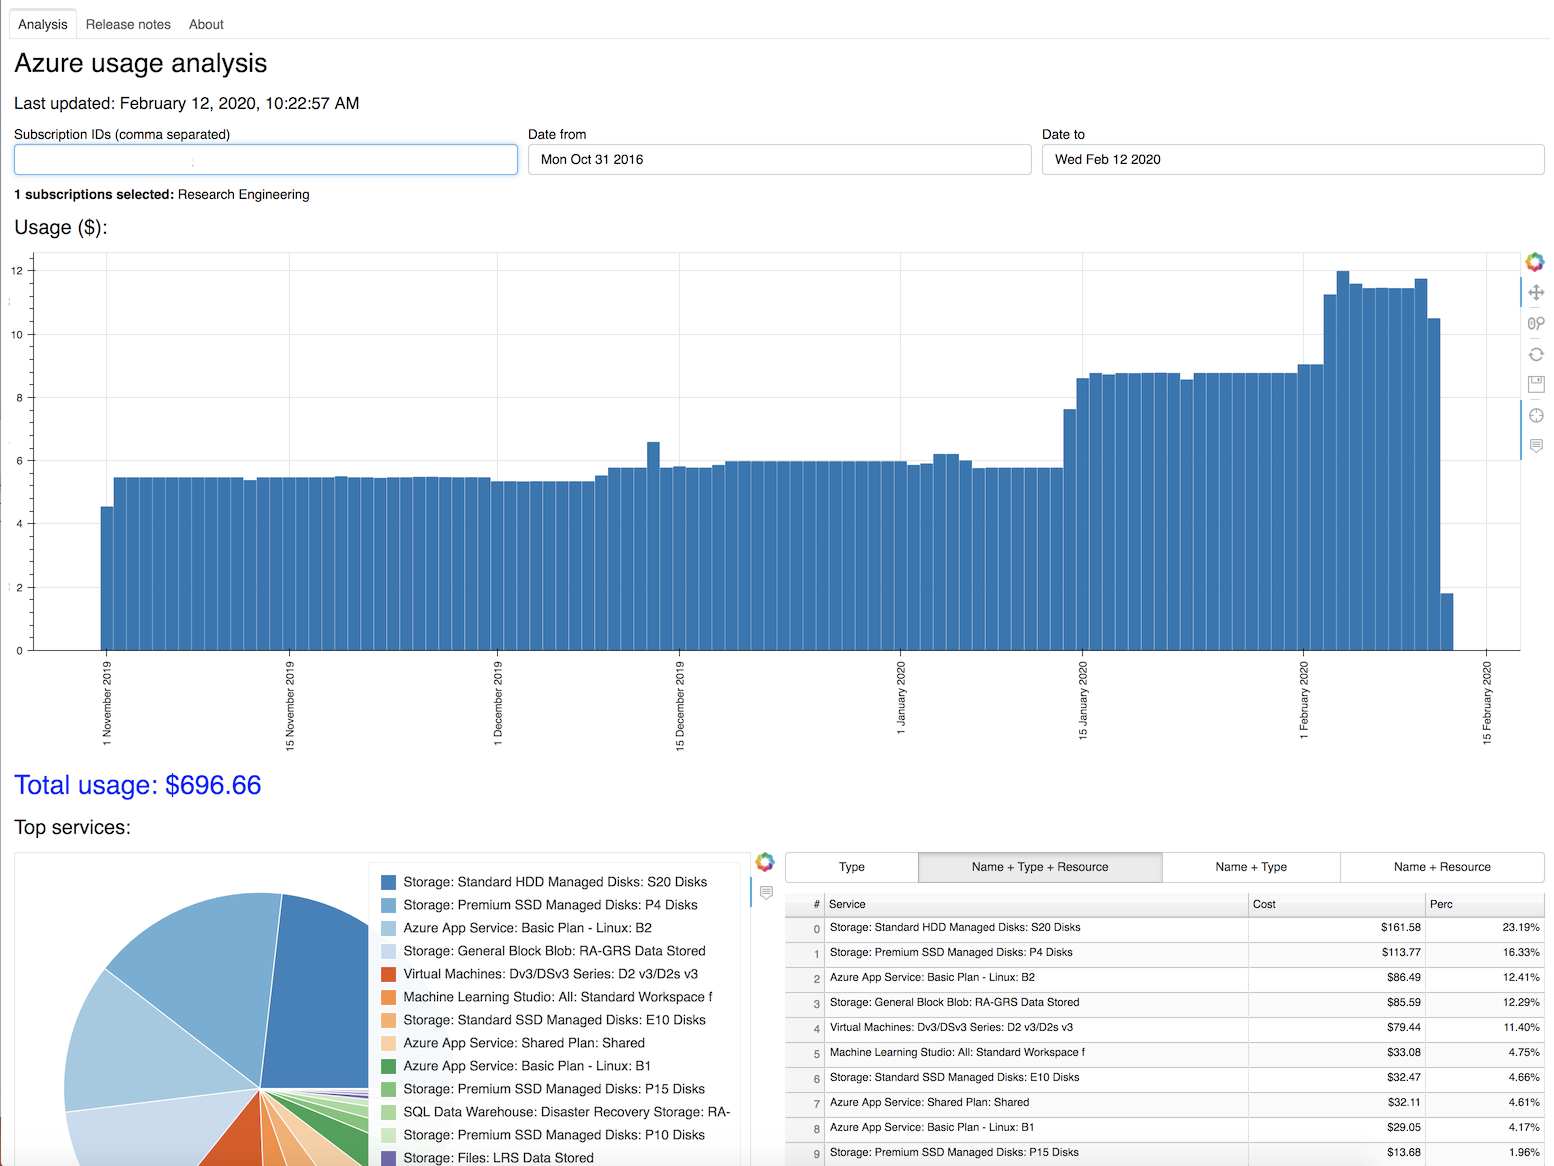 Analysis Release notes About
Azure usage analysis
Last updated: February 12, 2020, 10:22:57 AM
Subscription IDs (comma separated) Date from Date to
Mon Oct 31 2016 Wed Feb 12 2020
1 subscriptions selected: Research Engineering
Usage ($):
12
10
8
6
4
2
0
1 November 2019 15 November 2019 1 December 2019 15 December 2019 1 January 2020 15 January 2020 1 February 2020 15 February 2020
Total usage: $696.66
Top services:
Storage: Standard HDD Managed Disks: S20 Disks
Storage: Premium SSD Managed Disks: P4 Disks
Azure App Service: Basic Plan - Linux: B2
Storage: General Block Blob: RA-GRS Data Stored
Virtual Machines: Dv3/DSv3 Series: D2 v3/D2s v3
Machine Learning Studio: All: Standard Workspace f
Storage: Standard SSD Managed Disks: E10 Disks
Azure App Service: Shared Plan: Shared
Azure App Service: Basic Plan - Linux: B1
Storage: Premium SSD Managed Disks: P15 Disks
SQL Data Warehouse: Disaster Recovery Storage: RA-
Storage: Premium SSD Managed Disks: P10 Disks
Storage: Files: LRS Data Stored
Type Name + Type + Resource Name + Type Name + Resource
# Service Cost Perc
0 Storage: Standard HDD Managed Disks: S20 Disks $161.58 23.19%
1 Storage: Premium SSD Managed Disks: P4 Disks $113.77 16.33%
2 Azure App Service: Basic Plan - Linux: B2 $86.49 12.41%
3 Storage: General Block Blob: RA-GRS Data Stored $85.59 12.29%
4 Virtual Machines: Dv3/DSv3 Series: D2 v3/D2s v3 $79.44 11.40%
5 Machine Learning Studio: All: Standard Workspace f $33.08 4.75%
6 Storage: Standard SSD Managed Disks: E10 Disks $32.47 4.66%
7 Azure App Service: Shared Plan: Shared $32.11 4.61%
8 Azure App Service: Basic Plan - Linux: B1 $29.05 4.17%
9 Storage: Premium SSD Managed Disks: P15 Disks $13.68 1.96%